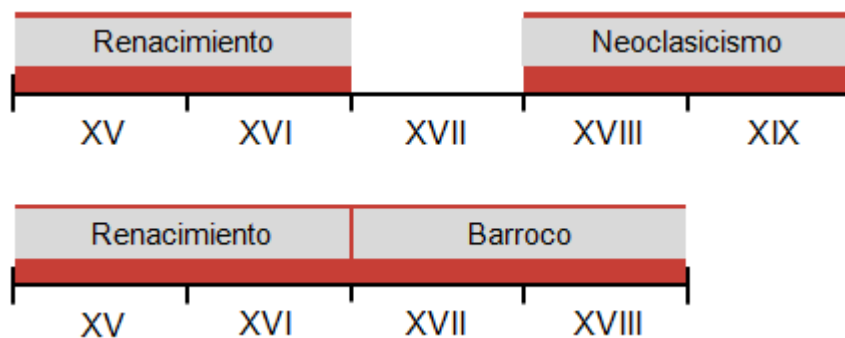 Renacimiento Neoclasicismo
XV XVI XVII XVIII XIX
Renacimiento Barroco
XV XVI XVII XVIII